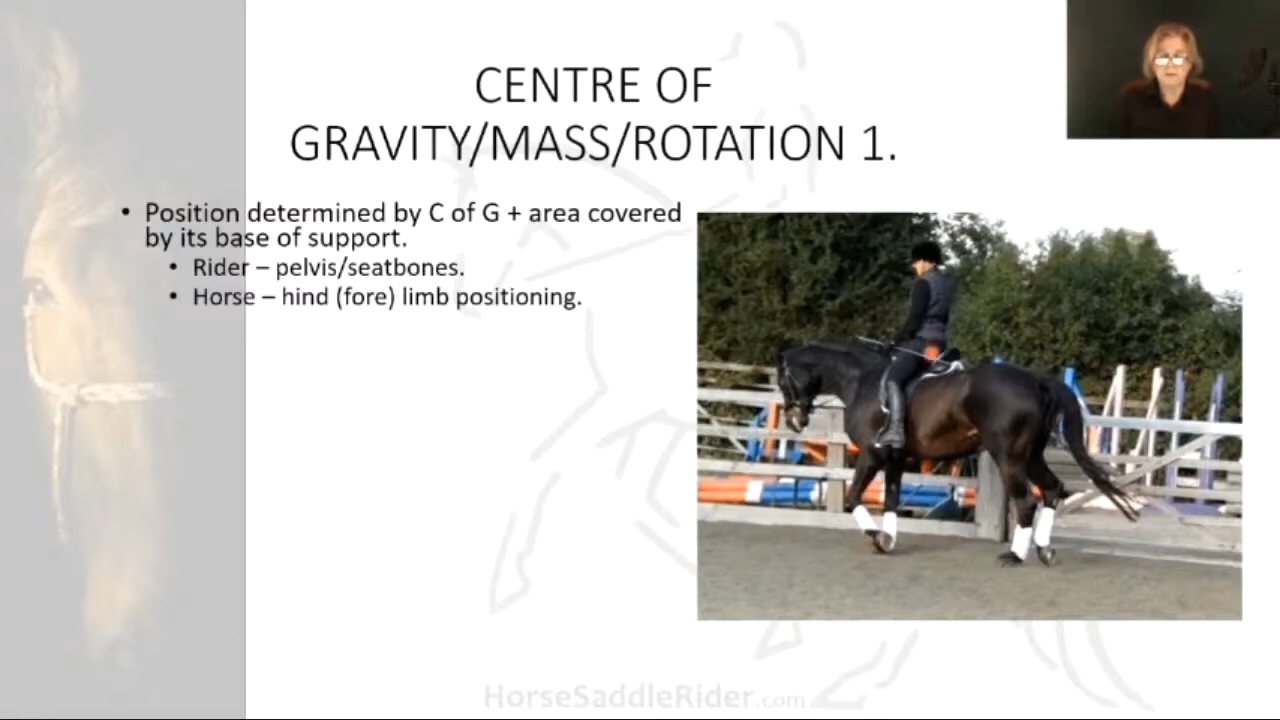 CENTRE OF
GRAVITY/MASS/ROTATION 1.
• Position determined by C of G + area covered
by its base of support.
• Rider – pelvis/seatbones.
• Horse – hind (fore) limb positioning.
HorseSaddleRider.com